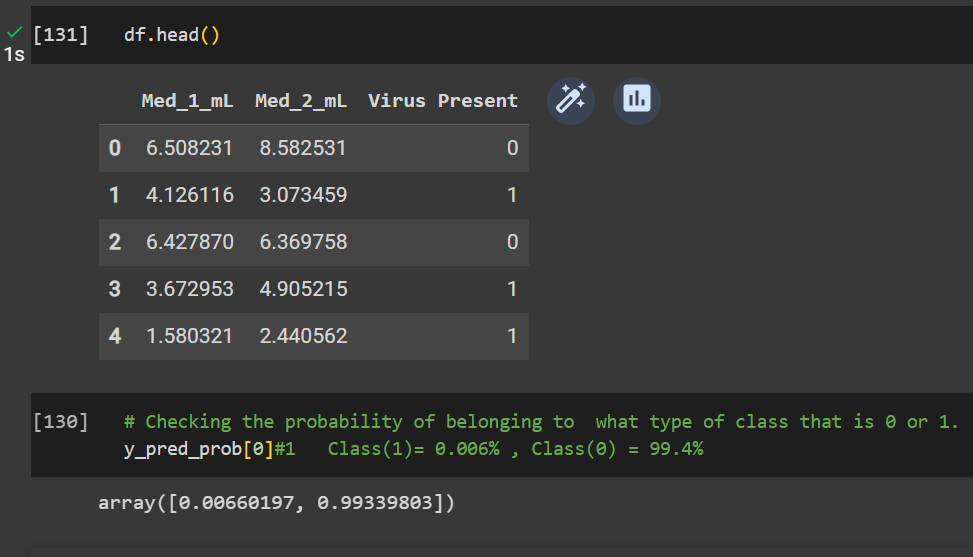 [131] df.head()
1s
Med_1_mL Med_2_mL Virus Present
0 6.508231 8.582531 0
1 4.126116 3.073459 1
2 6.427870 6.369758 0
3 3.672953 4.905215 1
4 1.580321 2.440562 1
[130] # Checking the probability of belonging to  what type of class that is 0 or 1.
y_pred_prob[0]#1   Class(1)= 0.006% , Class(0) = 99.4%
array([0.00660197, 0.99339803])